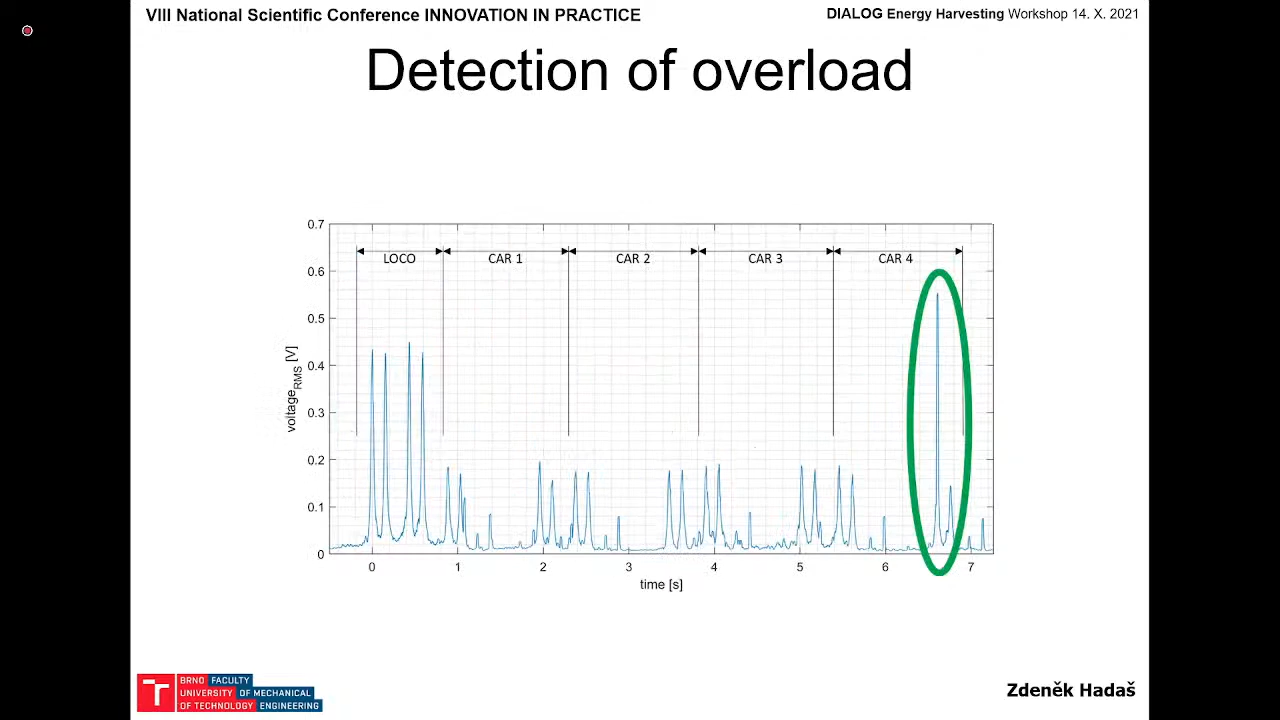 VIII National Scientific Conference INNOVATION IN PRACTICE
DIALOG Energy Harvesting Workshop 14. X. 2021
Detection of overload
0.7
0.6
0.5
0.4
0.3
0.2
0.1
0
voltageRMS [V]
LOCO
CAR 1
CAR 2
CAR 3
CAR 4
0 1 2 3 4 5 6 7
time [s]
BRNO FACULTY
UNIVERSITY OF MECHANICAL
OF TECHNOLOGY ENGINEERING
Zdeněk Hadaš